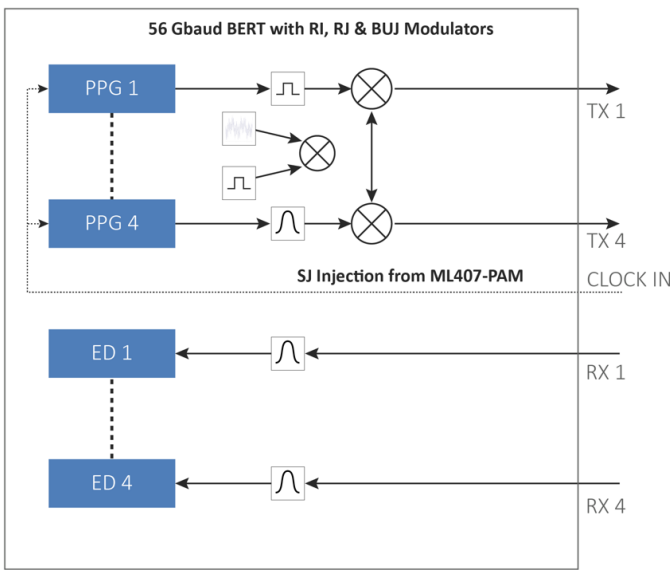 56 Gbaud BERT with RI, RJ & BUJ Modulators
PPG 1
TX 1
PPG 4
TX 4
SJ Injection from ML407-PAM
CLOCK IN
ED 1
RX 1
ED 4
RX 4